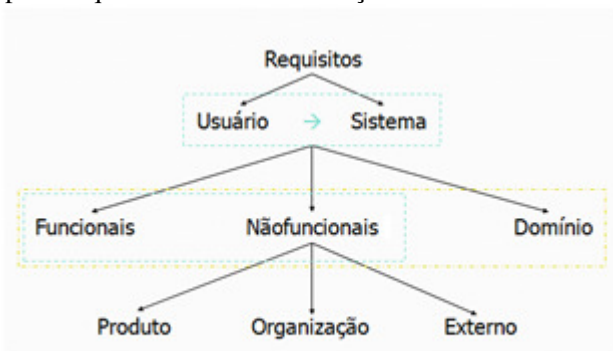 Requisitos
Usuário → Sistema
Funcionais Nãofuncionais Domínio
Produto Organização Externo